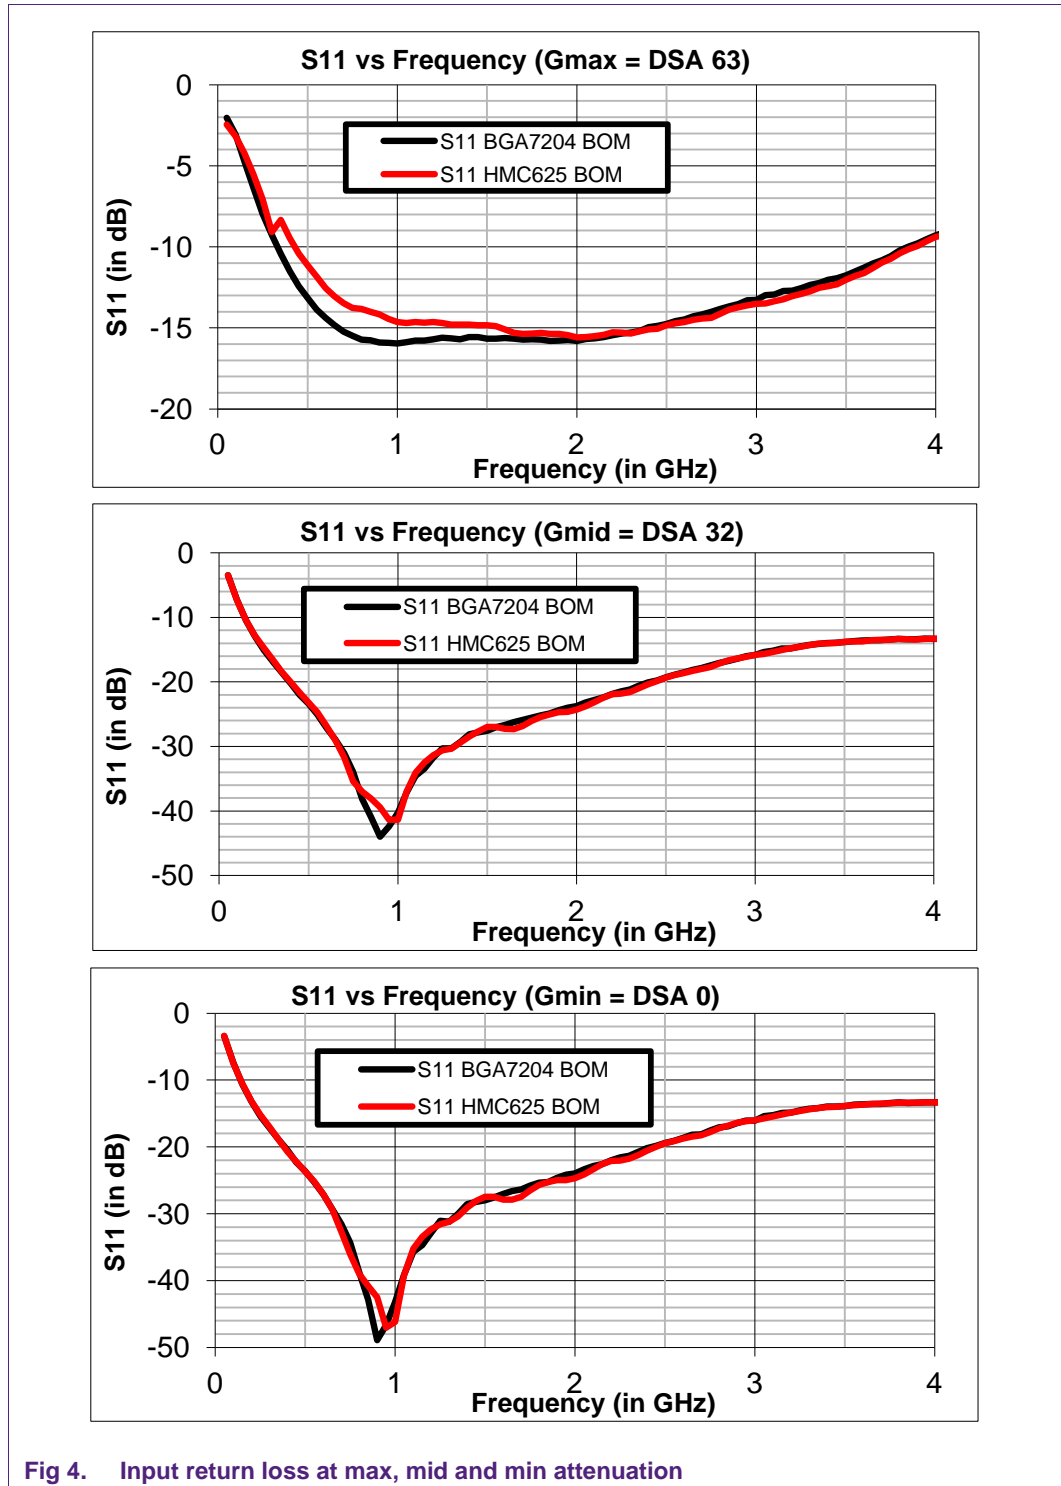 S11 vs Frequency (Gmax = DSA 63)
0
-5
-10
-15
-20
S11 (in dB)
S11 BGA7204 BOM
S11 HMC625 BOM
0 1 2 3 4
Frequency (in GHz)
S11 vs Frequency (Gmid = DSA 32)
0
-10
-20
-30
-40
-50
S11 (in dB)
S11 BGA7204 BOM
S11 HMC625 BOM
0 1 2 3 4
Frequency (in GHz)
S11 vs Frequency (Gmin = DSA 0)
0
-10
-20
-30
-40
-50
S11 (in dB)
S11 BGA7204 BOM
S11 HMC625 BOM
0 1 2 3 4
Frequency (in GHz)
Fig 4. Input return loss at max, mid and min attenuation